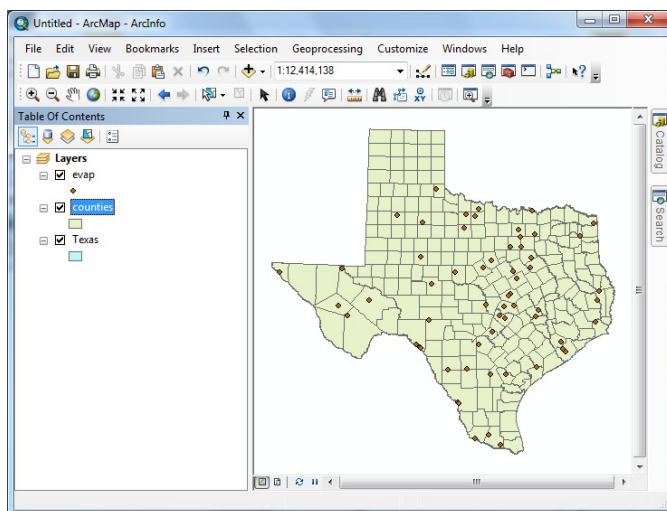 Untitled - ArcMap - ArcInfo
File Edit View Bookmarks Insert Selection Geoprocessing Customize Windows Help
1:12,414,138
Table Of Contents
Layers
evap
counties
Texas
Catalog
Search